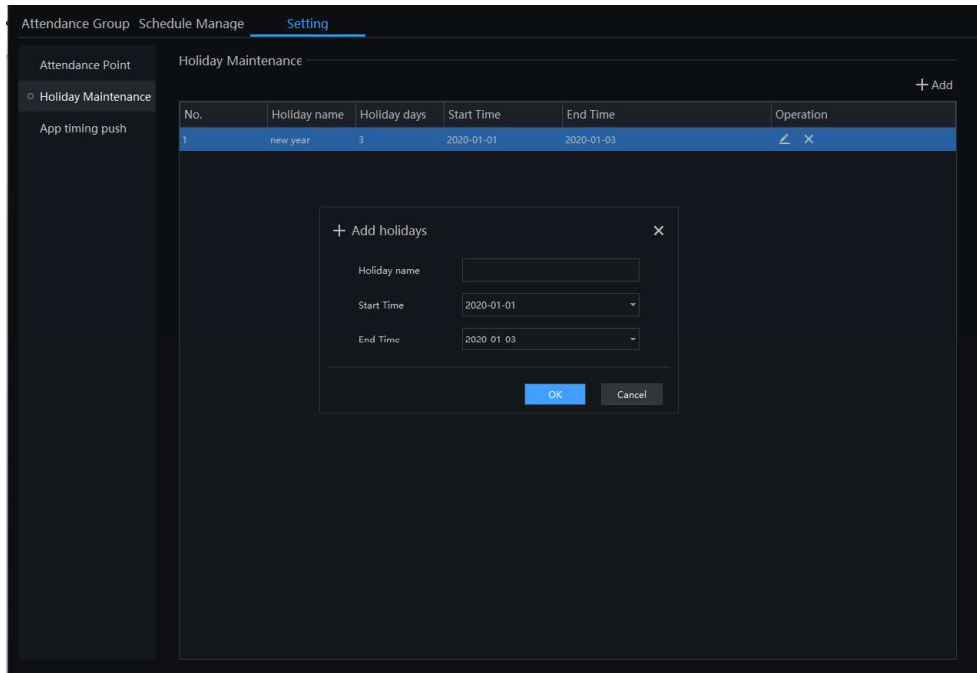 Attendance Group Schedule Manage Setting
Attendance Point
Holiday Maintenance
App timing push
Holiday Maintenance
+ Add
No. Holiday name Holiday days Start Time End Time Operation
1 new year 3 2020-01-01 2020-01-03
+ Add holidays
Holiday name
Start Time 2020-01-01
End Time 2020-01-03
OK Cancel